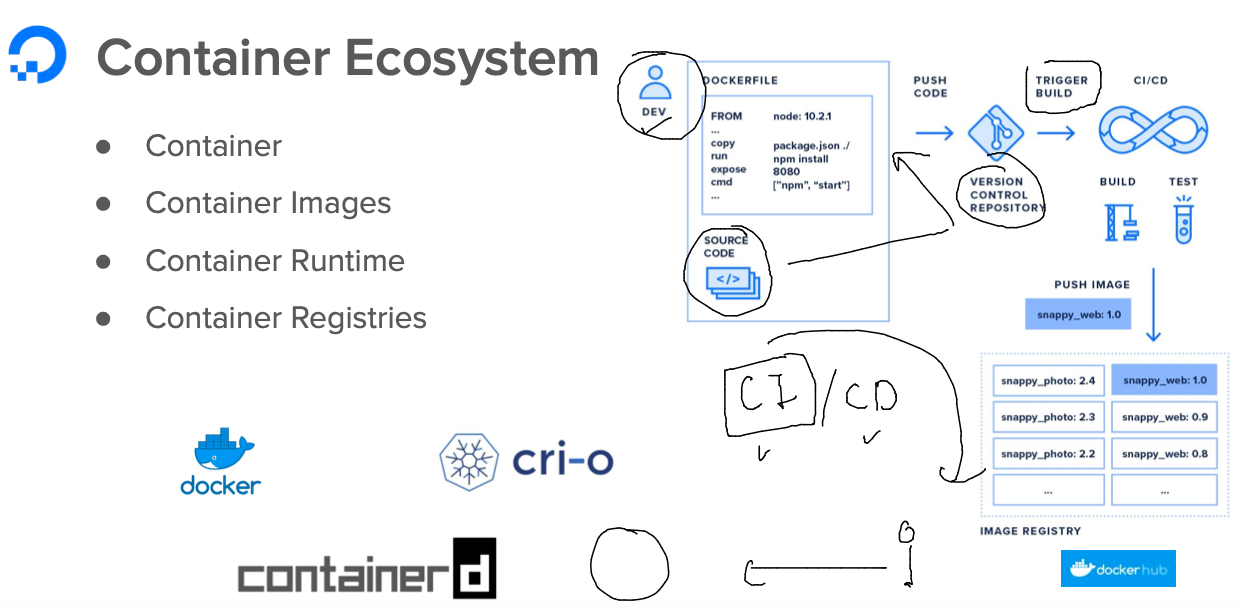 Container Ecosystem
Container
Container Images
Container Runtime
Container Registries
docker
cri-o
containerd
DEV
DOCKERFILE
FROM node: 10.2.1
...
copy package.json ./
run npm install
expose 8080
cmd ["npm", "start"]
...
SOURCE
CODE
</>
PUSH
CODE
VERSION
CONTROL
REPOSITORY
TRIGGER
BUILD
CI/CD
BUILD
TEST
PUSH IMAGE
snappy_web: 1.0
CI/CD
snappy_photo: 2.4 snappy_web: 1.0
snappy_photo: 2.3 snappy_web: 0.9
snappy_photo: 2.2 snappy_web: 0.8
... ...
IMAGE REGISTRY
dockerhub